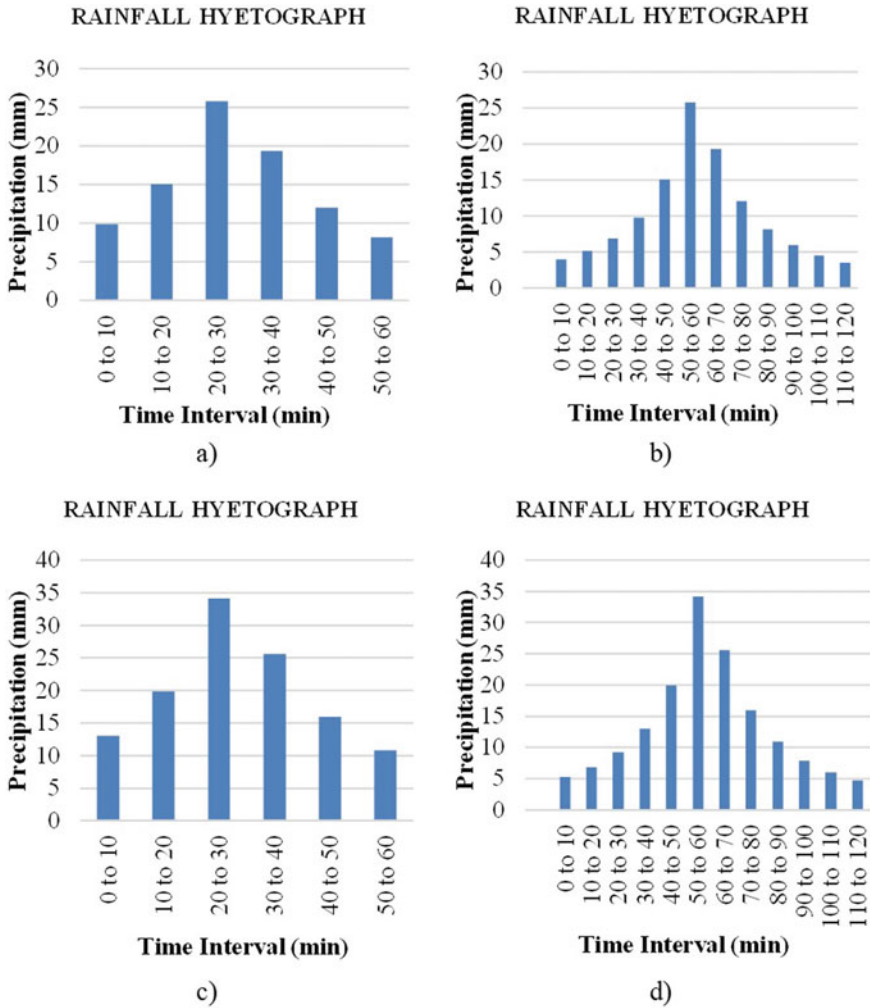 RAINFALL HYETOGRAPH
Precipitation (mm)
30
25
20
15
10
5
0
0 to 10
10 to 20
20 to 30
30 to 40
40 to 50
50 to 60
Time Interval (min)
a)
RAINFALL HYETOGRAPH
Precipitation (mm)
30
25
20
15
10
5
0
0 to 10
10 to 20
20 to 30
30 to 40
40 to 50
50 to 60
60 to 70
70 to 80
80 to 90
90 to 100
100 to 110
110 to 120
Time Interval (min)
b)
RAINFALL HYETOGRAPH
Precipitation (mm)
40
35
30
25
20
15
10
5
0
0 to 10
10 to 20
20 to 30
30 to 40
40 to 50
50 to 60
Time Interval (min)
c)
RAINFALL HYETOGRAPH
Precipitation (mm)
40
35
30
25
20
15
10
5
0
0 to 10
10 to 20
20 to 30
30 to 40
40 to 50
50 to 60
60 to 70
70 to 80
80 to 90
90 to 100
100 to 110
110 to 120
Time Interval (min)
d)